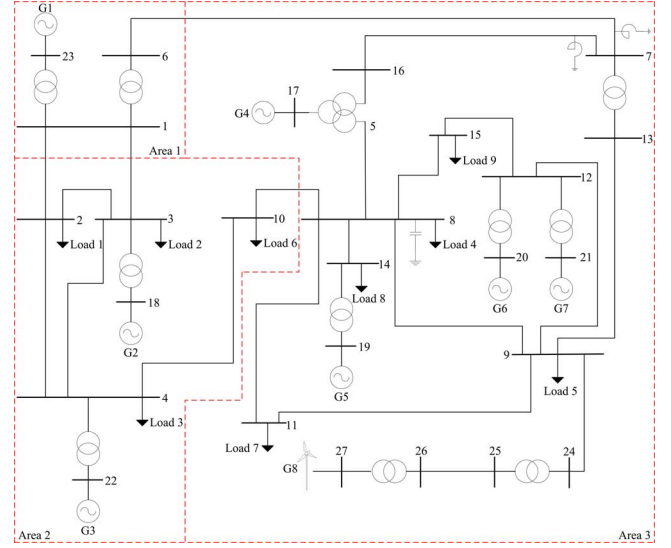 G1
23
6
7
16
17
G4
5
15
Load 9
13
1
Area 1
12
2
3
10
8
Load 1
Load 2
Load 6
Load 4
14
20
21
Load 8
18
G6
G7
19
G2
9
G5
Load 5
4
Load 3
11
Load 7
27
26
25
24
G8
22
G3
Area 2
Area 3